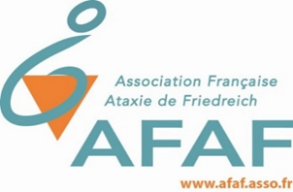 Association Française
Ataxie de Friedreich
AFAF
www.afaf.asso.fr